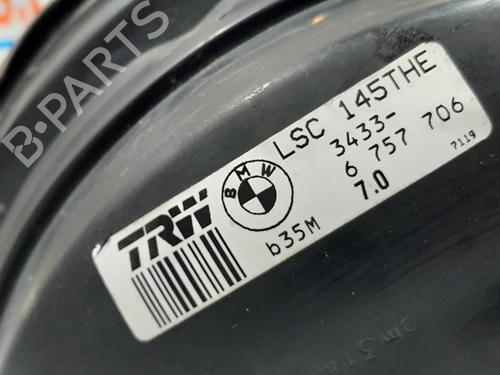 LSC 145THE
3433-
6 757 706
7.0
7119
BMW
TRW
b35M
B-PARTS